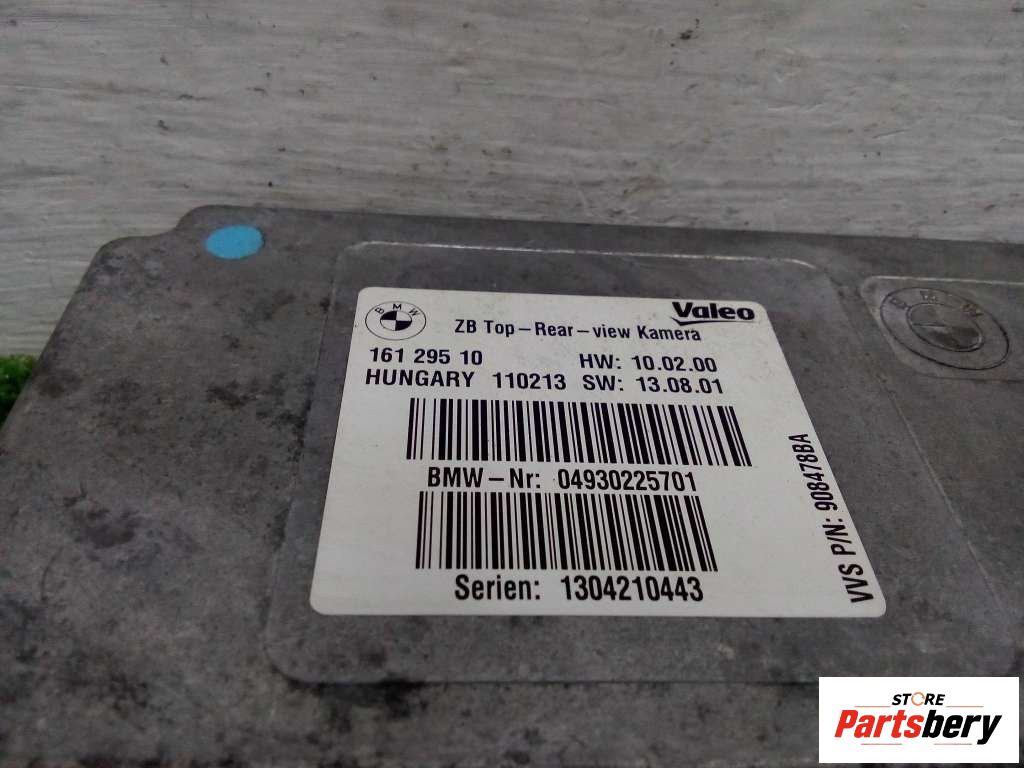 BMW
Valeo
ZB Top-Rear-view Kamera
161 295 10 HW: 10.02.00
HUNGARY 110213 SW: 13.08.01
BMW-Nr: 04930225701
Serien: 1304210443
VVS P/N: 908478BA
BMW
STORE
Partsbery